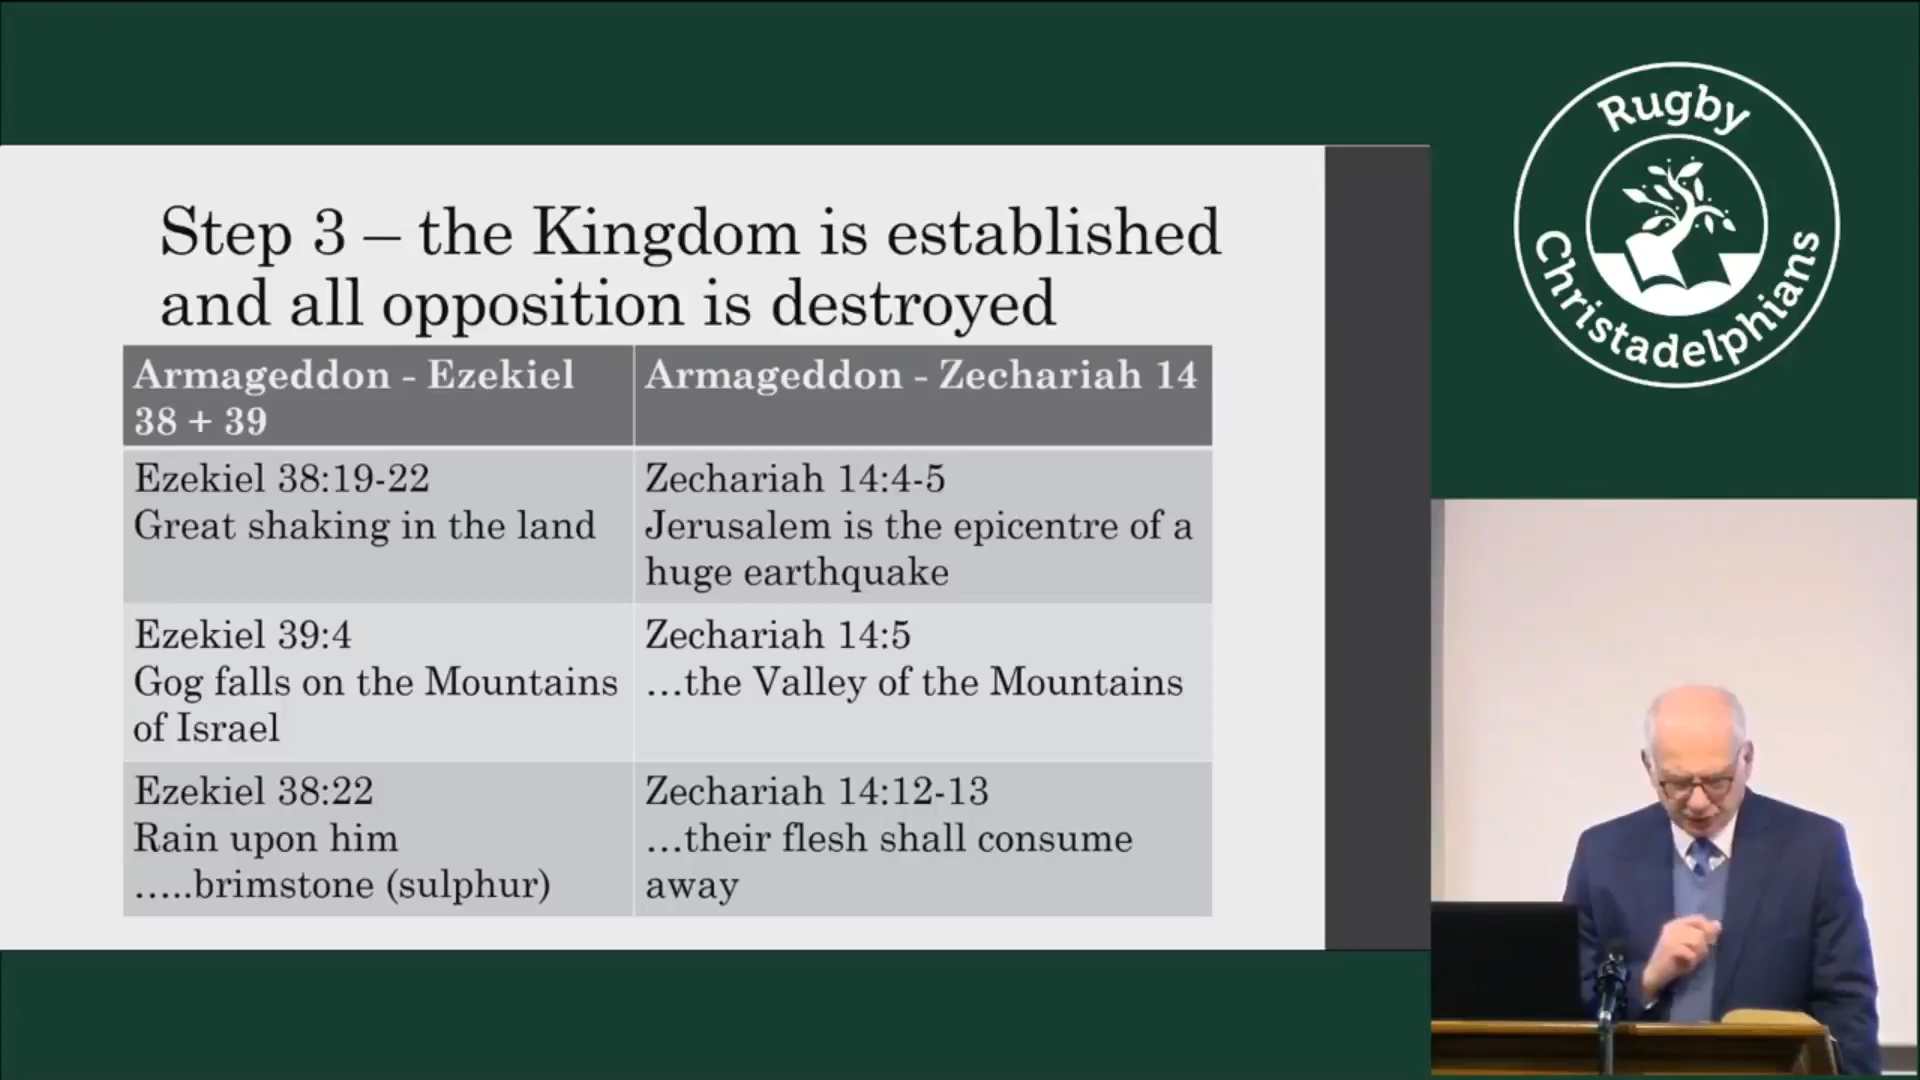 Step 3 – the Kingdom is established
and all opposition is destroyed
Armageddon - Ezekiel
38 + 39
Armageddon - Zechariah 14
Ezekiel 38:19-22
Great shaking in the land
Zechariah 14:4-5
Jerusalem is the epicentre of a
huge earthquake
Ezekiel 39:4
Gog falls on the Mountains
of Israel
Zechariah 14:5
...the Valley of the Mountains
Ezekiel 38:22
Rain upon him
.....brimstone (sulphur)
Zechariah 14:12-13
...their flesh shall consume
away
Rugby
Christadelphians